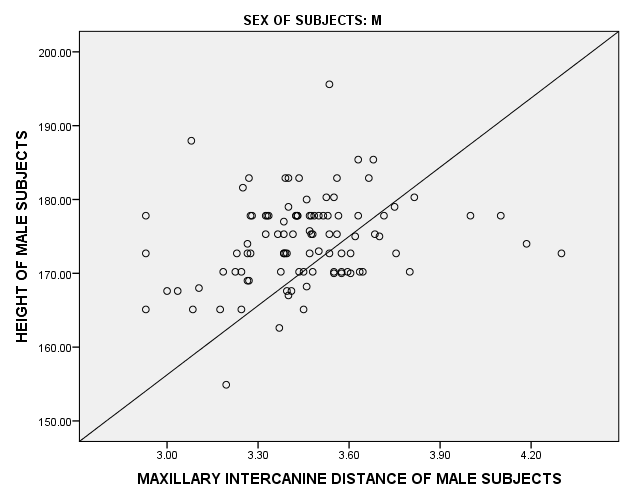 SEX OF SUBJECTS: M
HEIGHT OF MALE SUBJECTS
200.00
190.00
180.00
170.00
160.00
150.00
3.00 3.30 3.60 3.90 4.20
MAXILLARY INTERCANINE DISTANCE OF MALE SUBJECTS